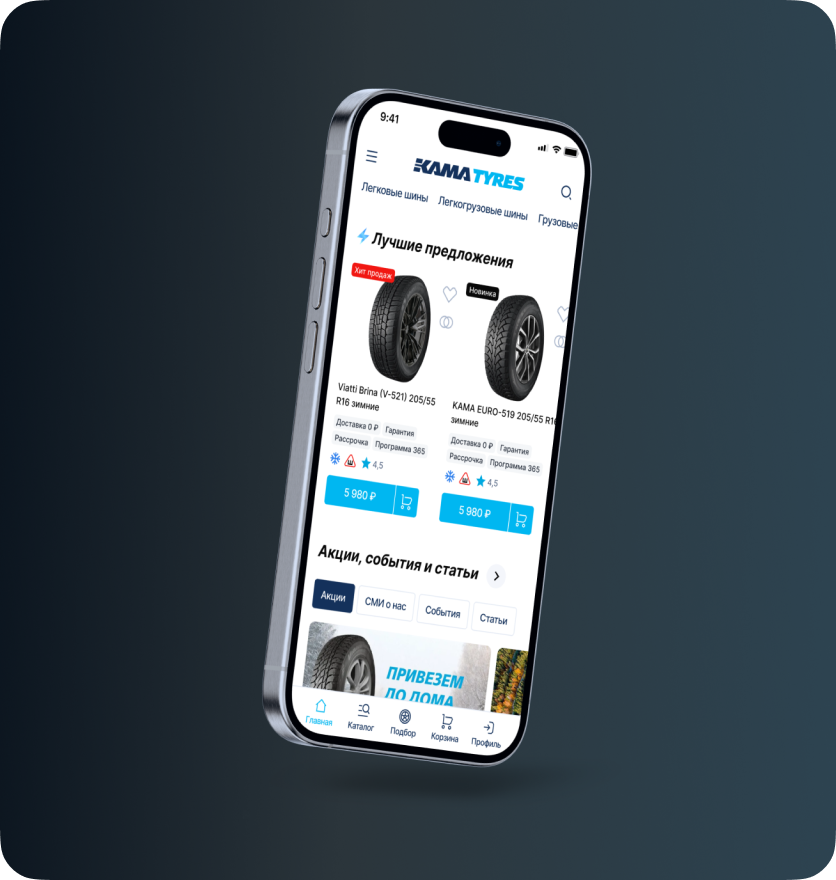 9:41
KAMA TYRES
Легковые шины Легкогрузовые шины Грузовые
Лучшие предложения
Хит продаж
Новинка
Viatti Brina (V-521) 205/55
R16 зимние
Доставка 0 ₽ Гарантия
Рассрочка Программа 365
4,5
5 980 ₽
KAMA EURO-519 205/55 R16
зимние
Доставка 0 ₽ Гарантия
Рассрочка Программа 365
4,5
5 980 ₽
Акции, события и статьи
Акции СМИ о нас События Статьи
ПРИВЕЗЕМ
ДО ДОМА
Главная Каталог Подбор Корзина Профиль